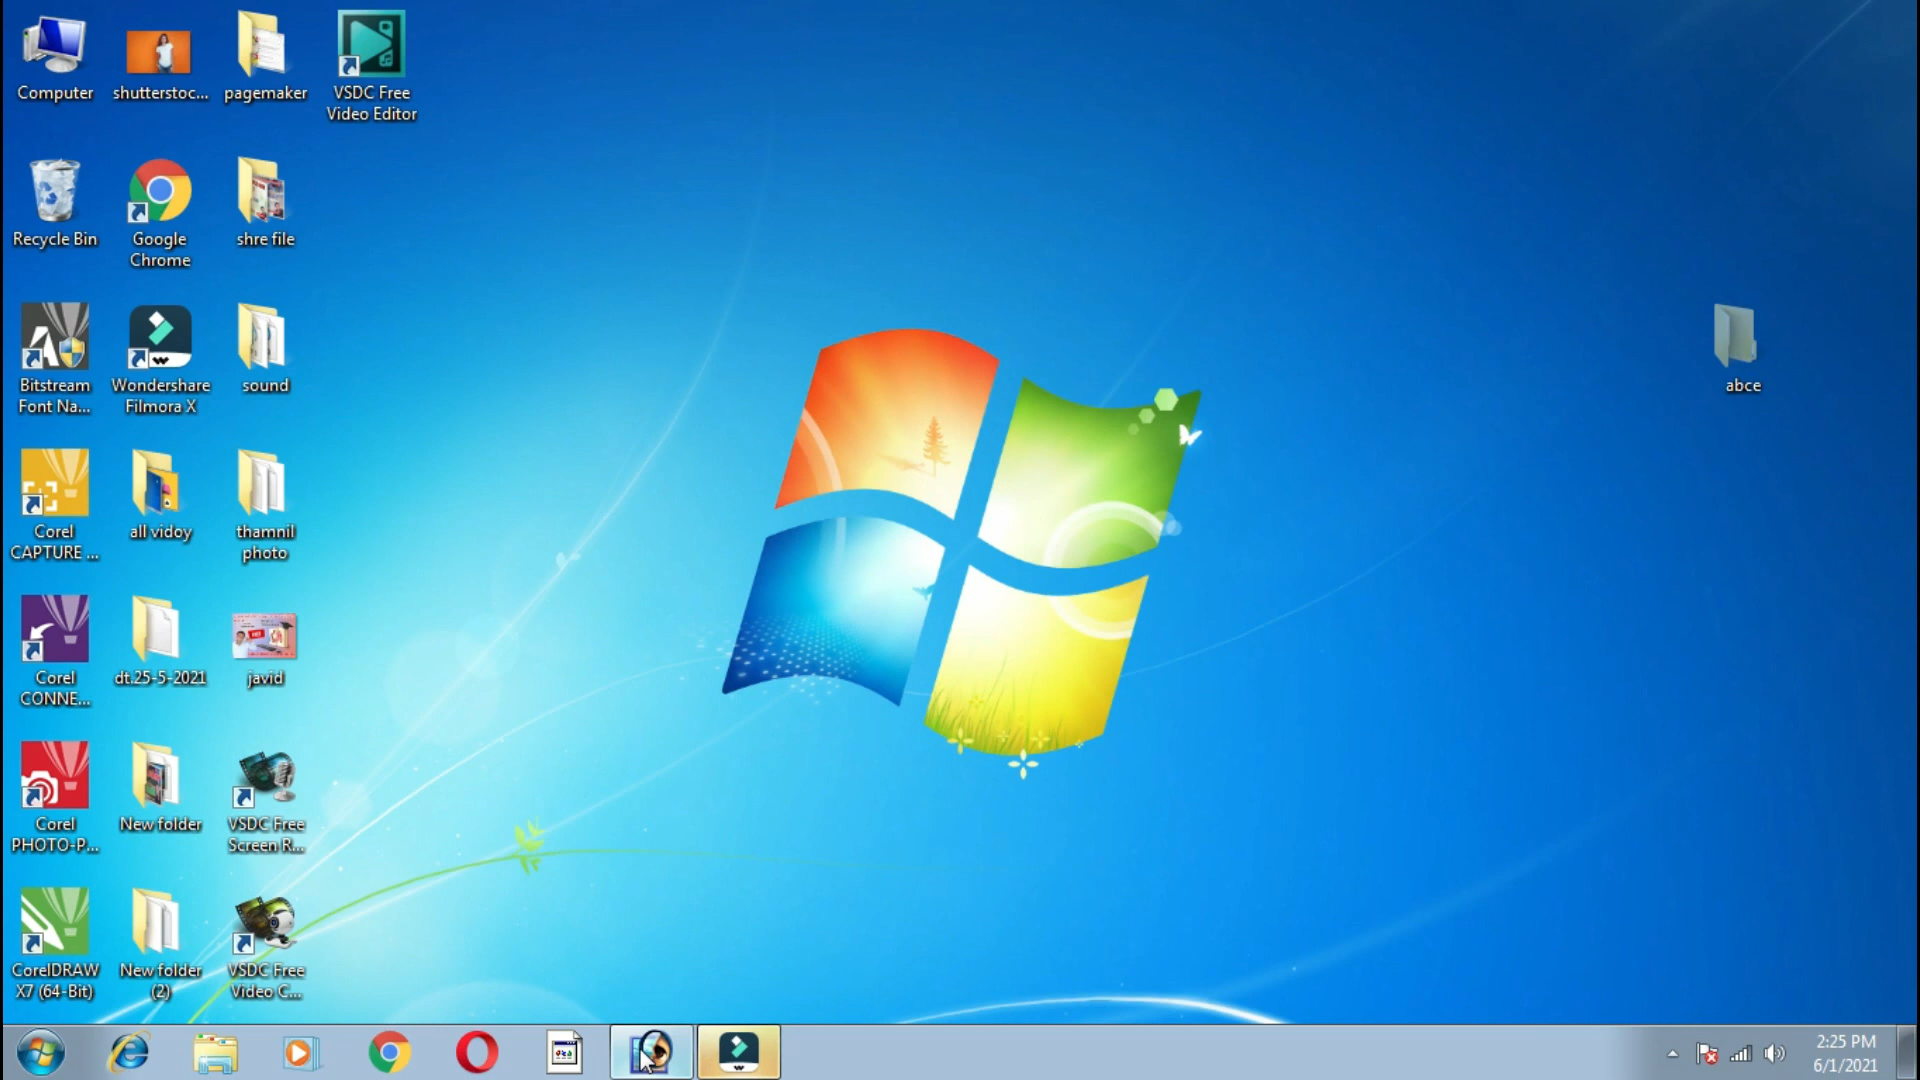 Computer
shutterstoc...
pagemaker
VSDC Free
Video Editor
Recycle Bin
Google
Chrome
shre file
Bitstream
Font Na...
Wondershare
Filmora X
sound
abce
Corel
CAPTURE ...
all vidoy
thamnil
photo
Corel
CONNE...
dt.25-5-2021
javid
Corel
PHOTO-P...
New folder
VSDC Free
Screen R...
CorelDRAW
X7 (64-Bit)
New folder
(2)
VSDC Free
Video C...
2:25 PM
6/1/2021